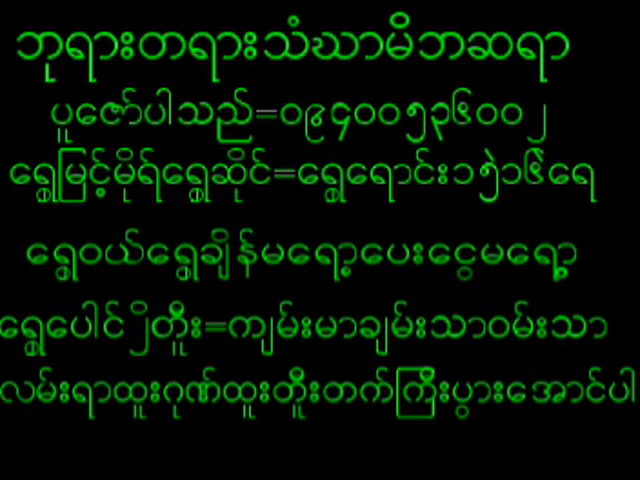 ဘုရားတရားသံဃာမိဘဆရာ
ပူဇော်ပါသည်=၀၉၄၀၀၅၃၆၀၀၂
ရွှေမြင့်မိုရ်ရွှေဆိုင်=ရွှေရောင်း၁၅ပဲ၁၆ပဲရေ
ရွှေဝယ်ရွှေချိန်မရော့ပေးငွေမရော့
ရွှေပေါင်၂ိတိူး=ကျမ်းမာချမ်းသာဝမ်းသာ
လမ်းရာထူးဂုဏ်ထူးတိူးတက်ကြီးပွားအောင်ပါ